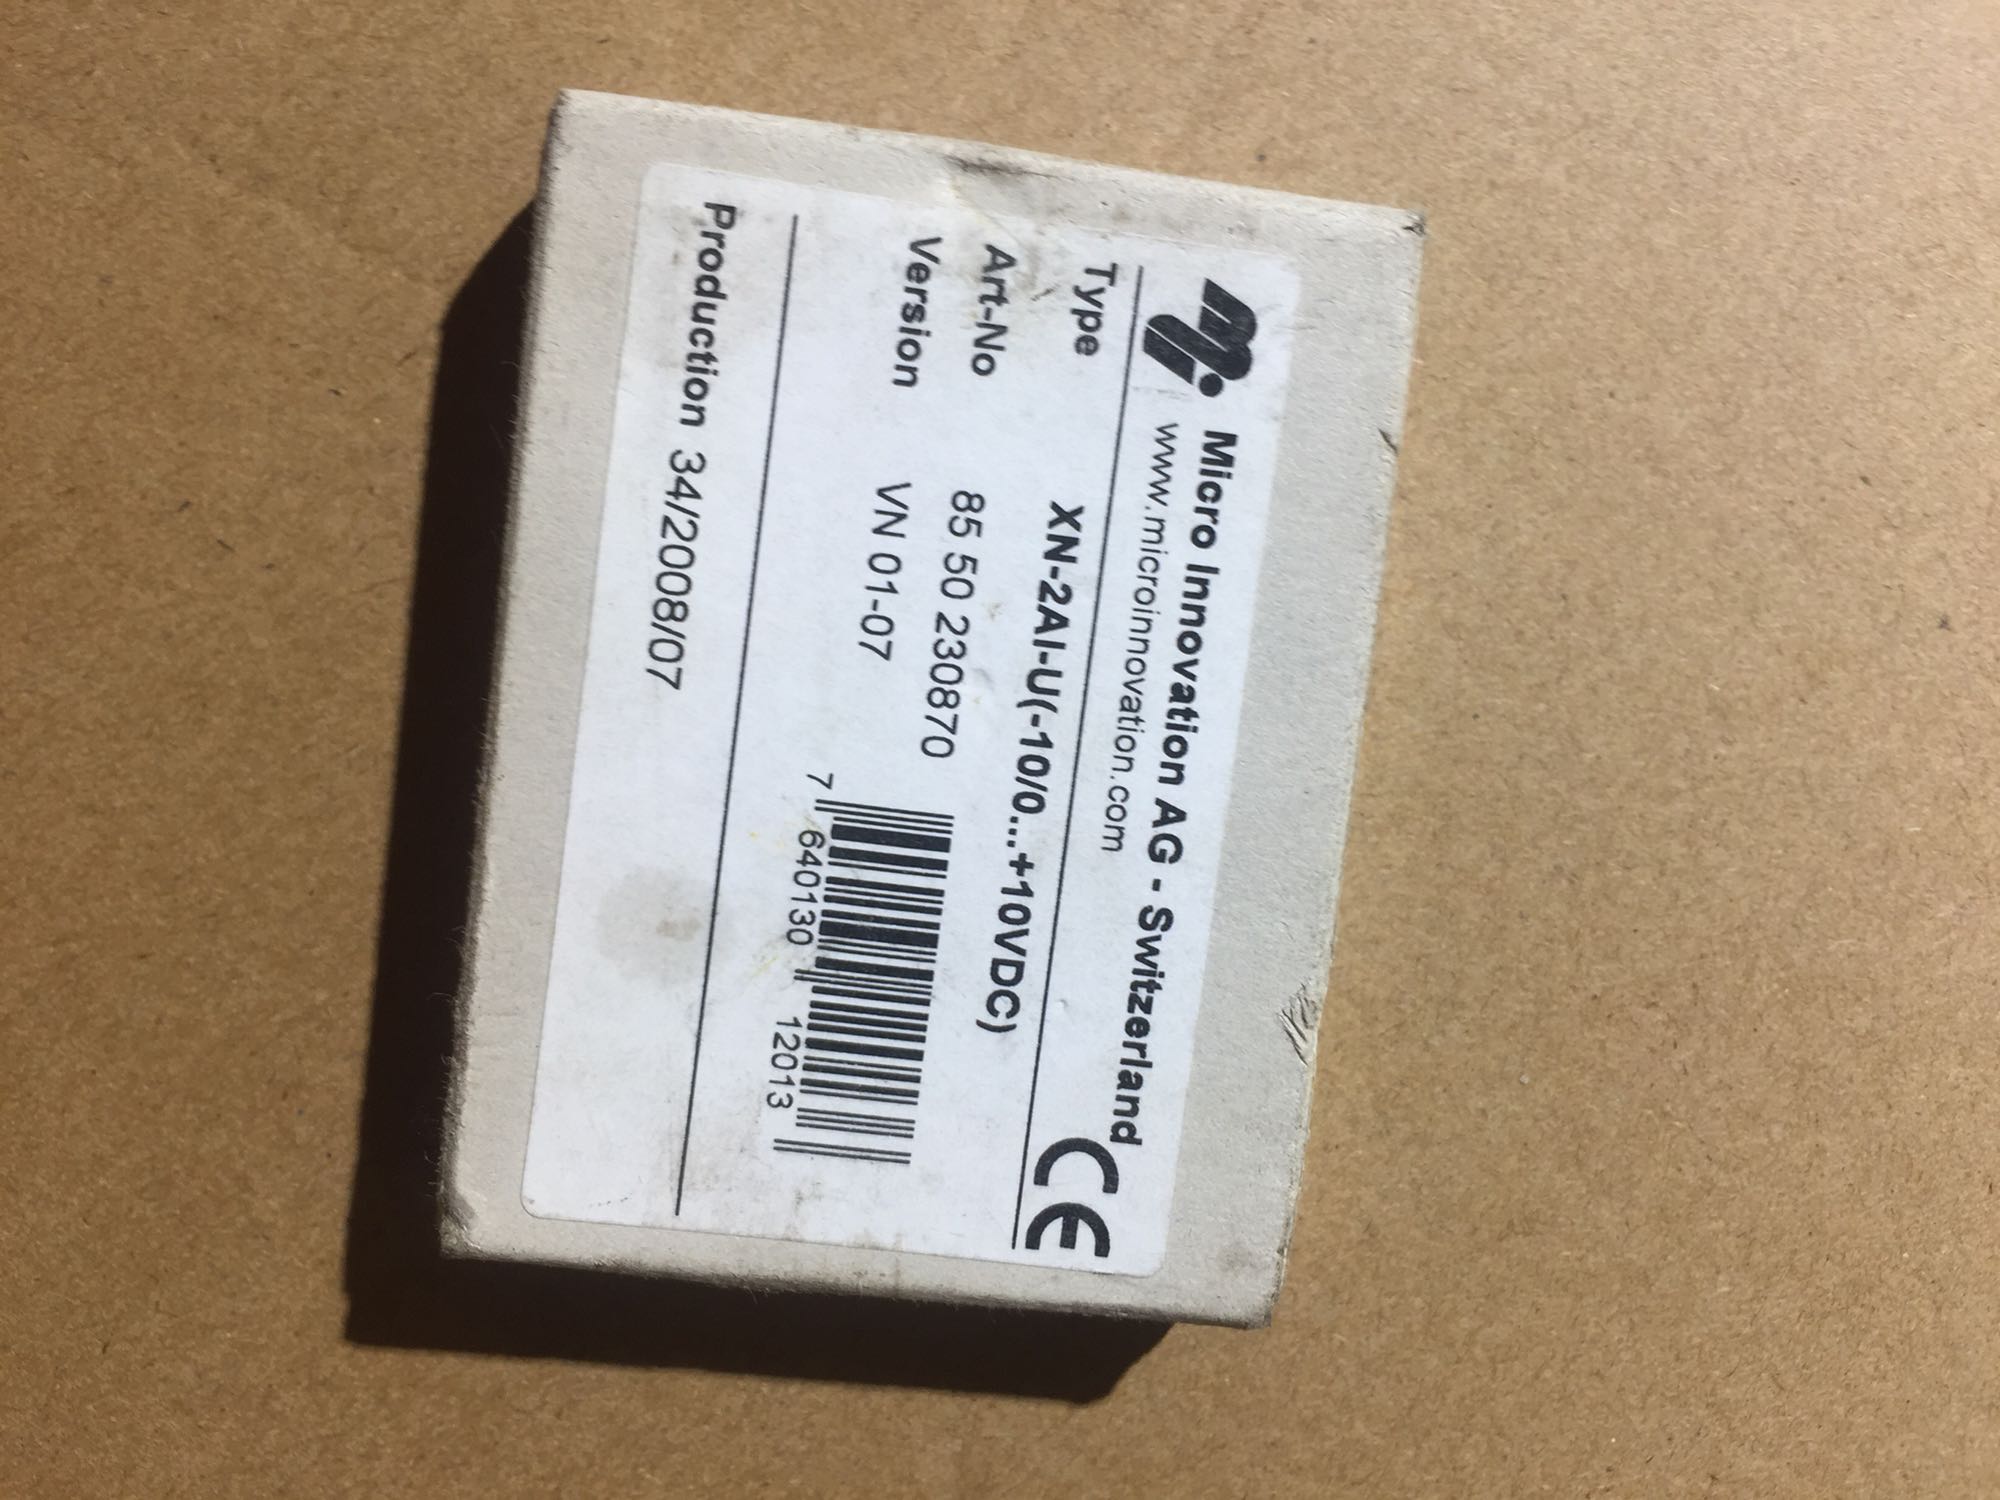 Micro Innovation AG - Switzerland
www.microinnovation.com
CE
Type XN-2AI-U(-10/0...+10VDC)
Art-No 85 50 230870
Version VN 01-07
7 640130 12013
Production 34/2008/07